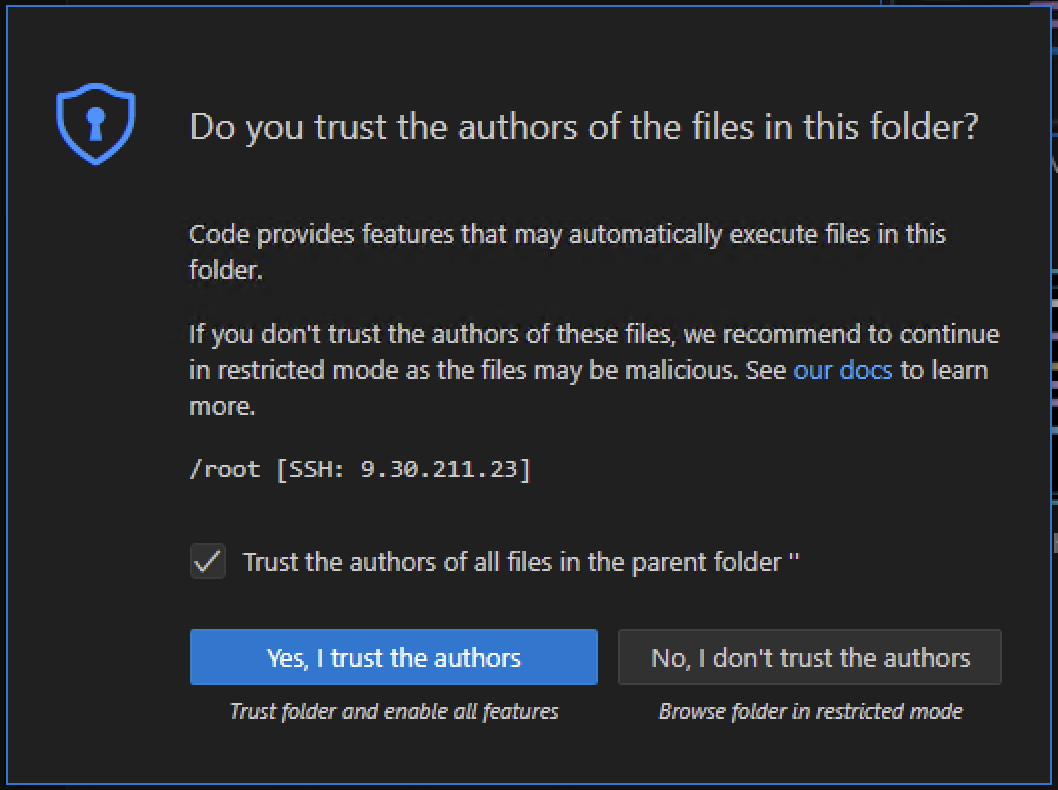 Do you trust the authors of the files in this folder?
Code provides features that may automatically execute files in this
folder.
If you don't trust the authors of these files, we recommend to continue
in restricted mode as the files may be malicious. See our docs to learn
more.
/root [SSH: 9.30.211.23]
Trust the authors of all files in the parent folder ''
Yes, I trust the authors
No, I don't trust the authors
Trust folder and enable all features
Browse folder in restricted mode